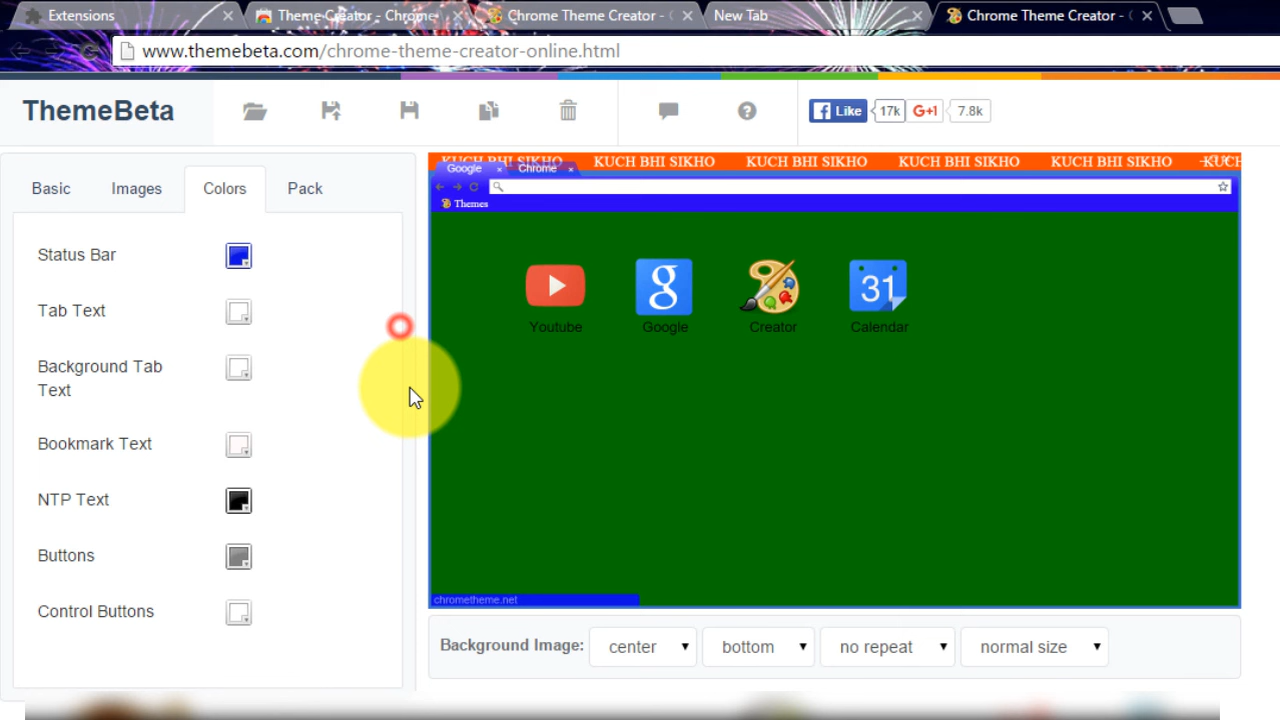 Extensions
Theme Creator - Chrome
Chrome Theme Creator - (
New Tab
Chrome Theme Creator - (
www.themebeta.com/chrome-theme-creator-online.html
ThemeBeta
Like
17k
G+1
7.8k
Basic
Images
Colors
Pack
Status Bar
Tab Text
Background Tab
Text
Bookmark Text
NTP Text
Buttons
Control Buttons
KUCH BHI SIKHO KUCH BHI SIKHO KUCH BHI SIKHO KUCH BHI SIKHO KUCH BHI SIKHO KUCH
Google
Chrome
Themes
g
31
Youtube
Google
Creator
Calendar
chrometheme.net
Background Image:
center
bottom
no repeat
normal size